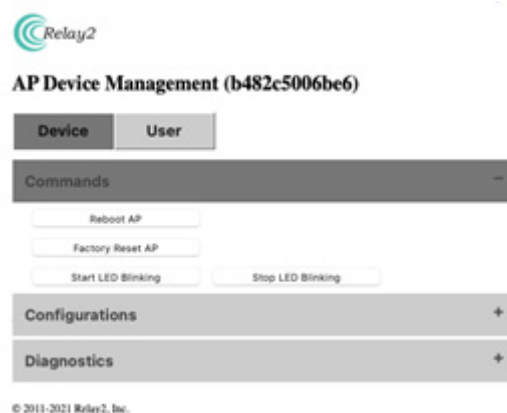 Relay2
AP Device Management (b482c5006be6)
Device User
Commands −
Reboot AP
Factory Reset AP
Start LED Blinking Stop LED Blinking
Configurations +
Diagnostics +
© 2011-2021 Relay2, Inc.